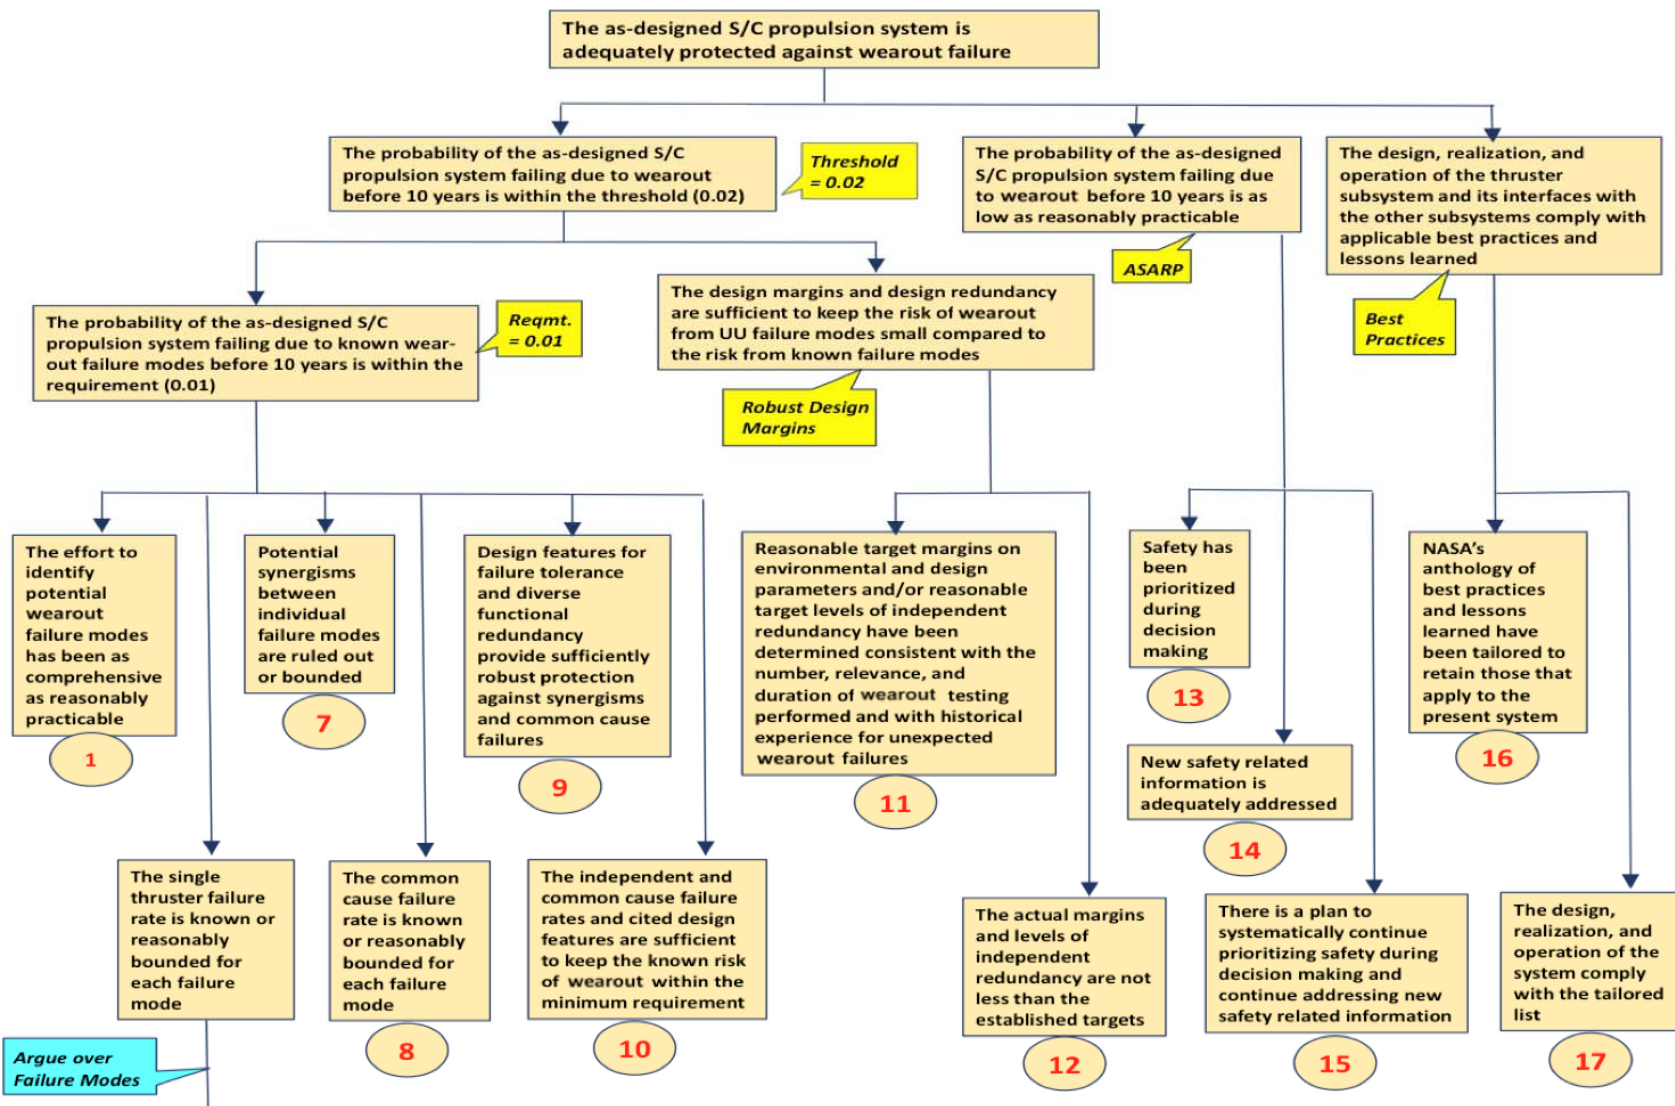 The as-designed S/C propulsion system is
adequately protected against wearout failure
The probability of the as-designed S/C
propulsion system failing due to wearout
before 10 years is within the threshold (0.02)
Threshold
= 0.02
The probability of the as-designed
S/C propulsion system failing due
to wearout before 10 years is as
low as reasonably practicable
ASARP
The design, realization, and
operation of the thruster
subsystem and its interfaces with
the other subsystems comply with
applicable best practices and
lessons learned
Best
Practices
The probability of the as-designed S/C
propulsion system failing due to known wear-
out failure modes before 10 years is within the
requirement (0.01)
Reqmt.
= 0.01
The design margins and design redundancy
are sufficient to keep the risk of wearout
from UU failure modes small compared to
the risk from known failure modes
Robust Design
Margins
The effort to
identify
potential
wearout
failure modes
has been as
comprehensive
as reasonably
practicable
1
Potential
synergisms
between
individual
failure modes
are ruled out
or bounded
7
Design features for
failure tolerance
and diverse
functional
redundancy
provide sufficiently
robust protection
against synergisms
and common cause
failures
9
Reasonable target margins on
environmental and design
parameters and/or reasonable
target levels of independent
redundancy have been
determined consistent with the
number, relevance, and
duration of wearout testing
performed and with historical
experience for unexpected
wearout failures
11
Safety has
been
prioritized
during
decision
making
13
New safety related
information is
adequately addressed
14
NASA's
anthology of
best practices
and lessons
learned have
been tailored to
retain those that
apply to the
present system
16
The single
thruster failure
rate is known or
reasonably
bounded for
each failure
mode
The common
cause failure
rate is known
or reasonably
bounded for
each failure
mode
8
The independent and
common cause failure
rates and cited design
features are sufficient
to keep the known risk
of wearout within the
minimum requirement
10
The actual margins
and levels of
independent
redundancy are not
less than the
established targets
12
There is a plan to
systematically continue
prioritizing safety during
decision making and
continue addressing new
safety related information
15
The design,
realization, and
operation of the
system comply
with the tailored
list
17
Argue over
Failure Modes